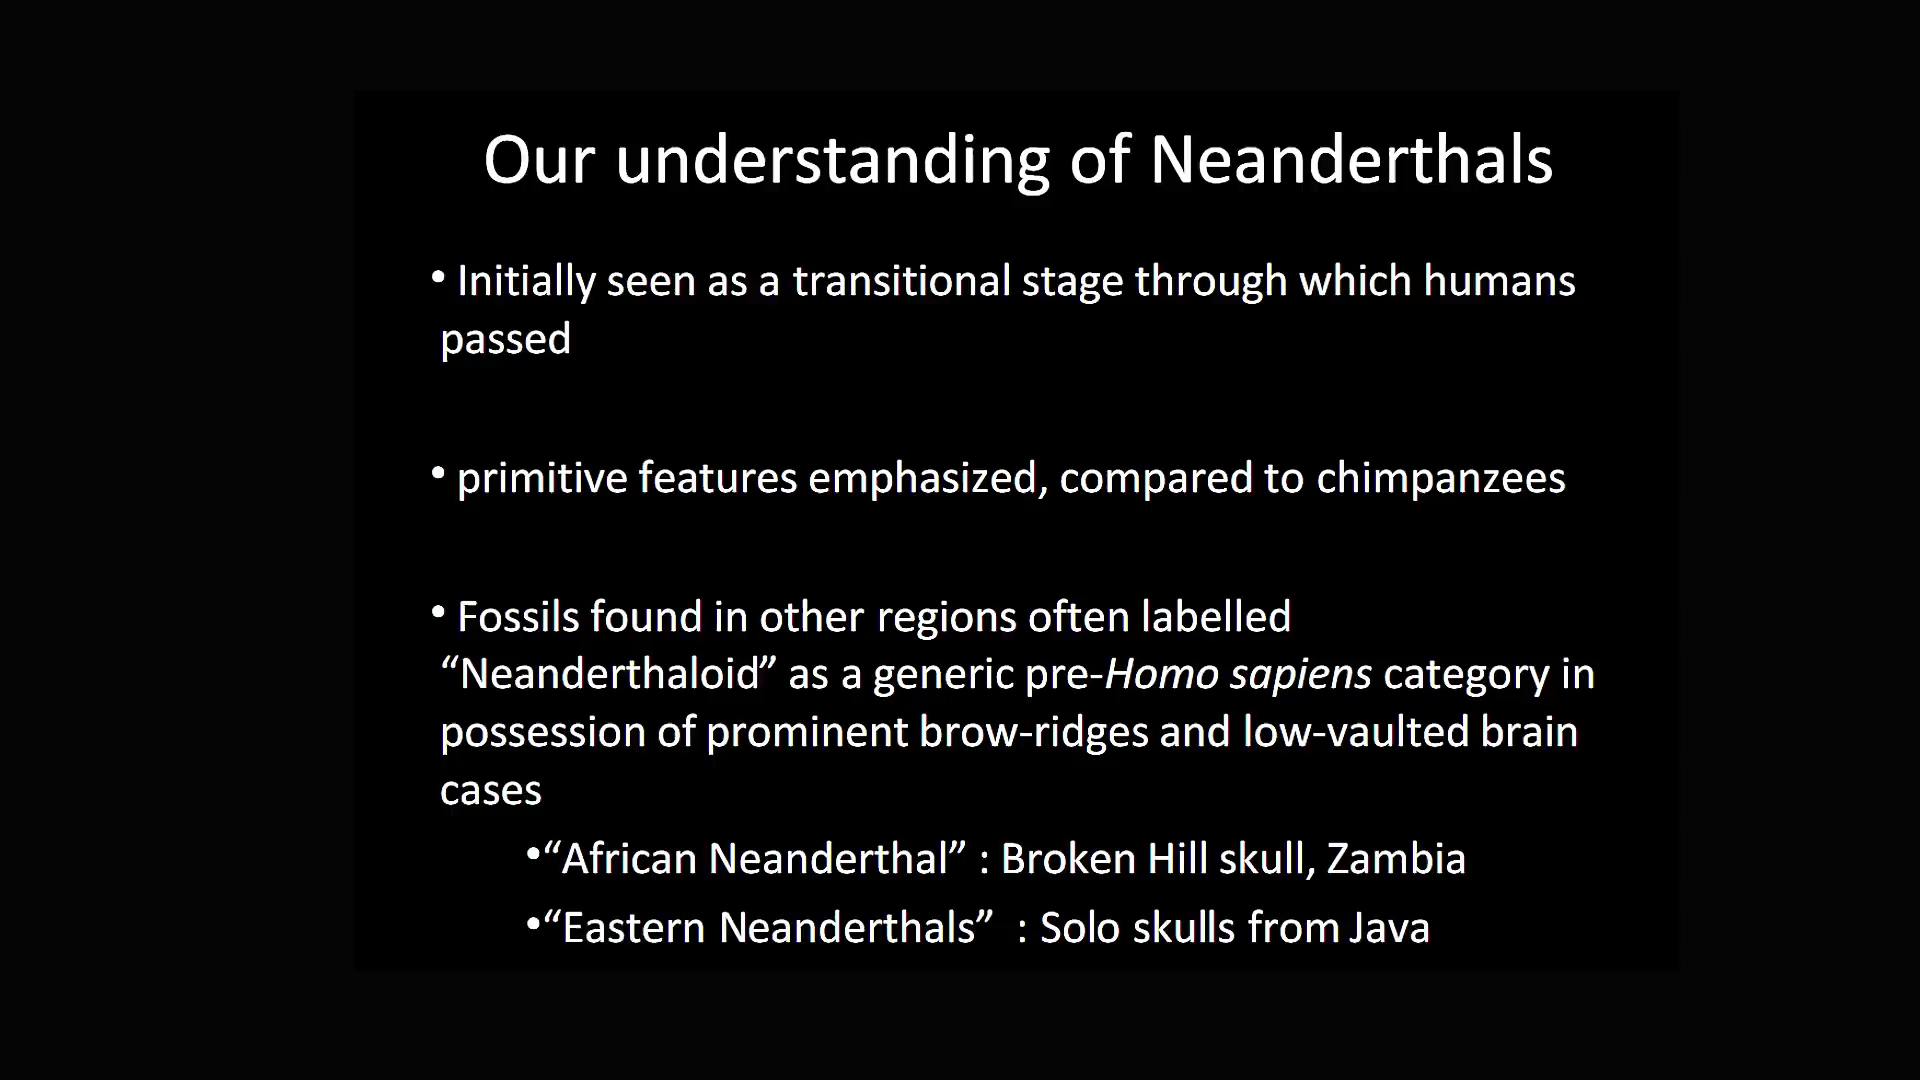 Our understanding of Neanderthals
• Initially seen as a transitional stage through which humans
passed
• primitive features emphasized, compared to chimpanzees
• Fossils found in other regions often labelled
“Neanderthaloid” as a generic pre-Homo sapiens category in
possession of prominent brow-ridges and low-vaulted brain
cases
•“African Neanderthal” : Broken Hill skull, Zambia
•“Eastern Neanderthals”  : Solo skulls from Java